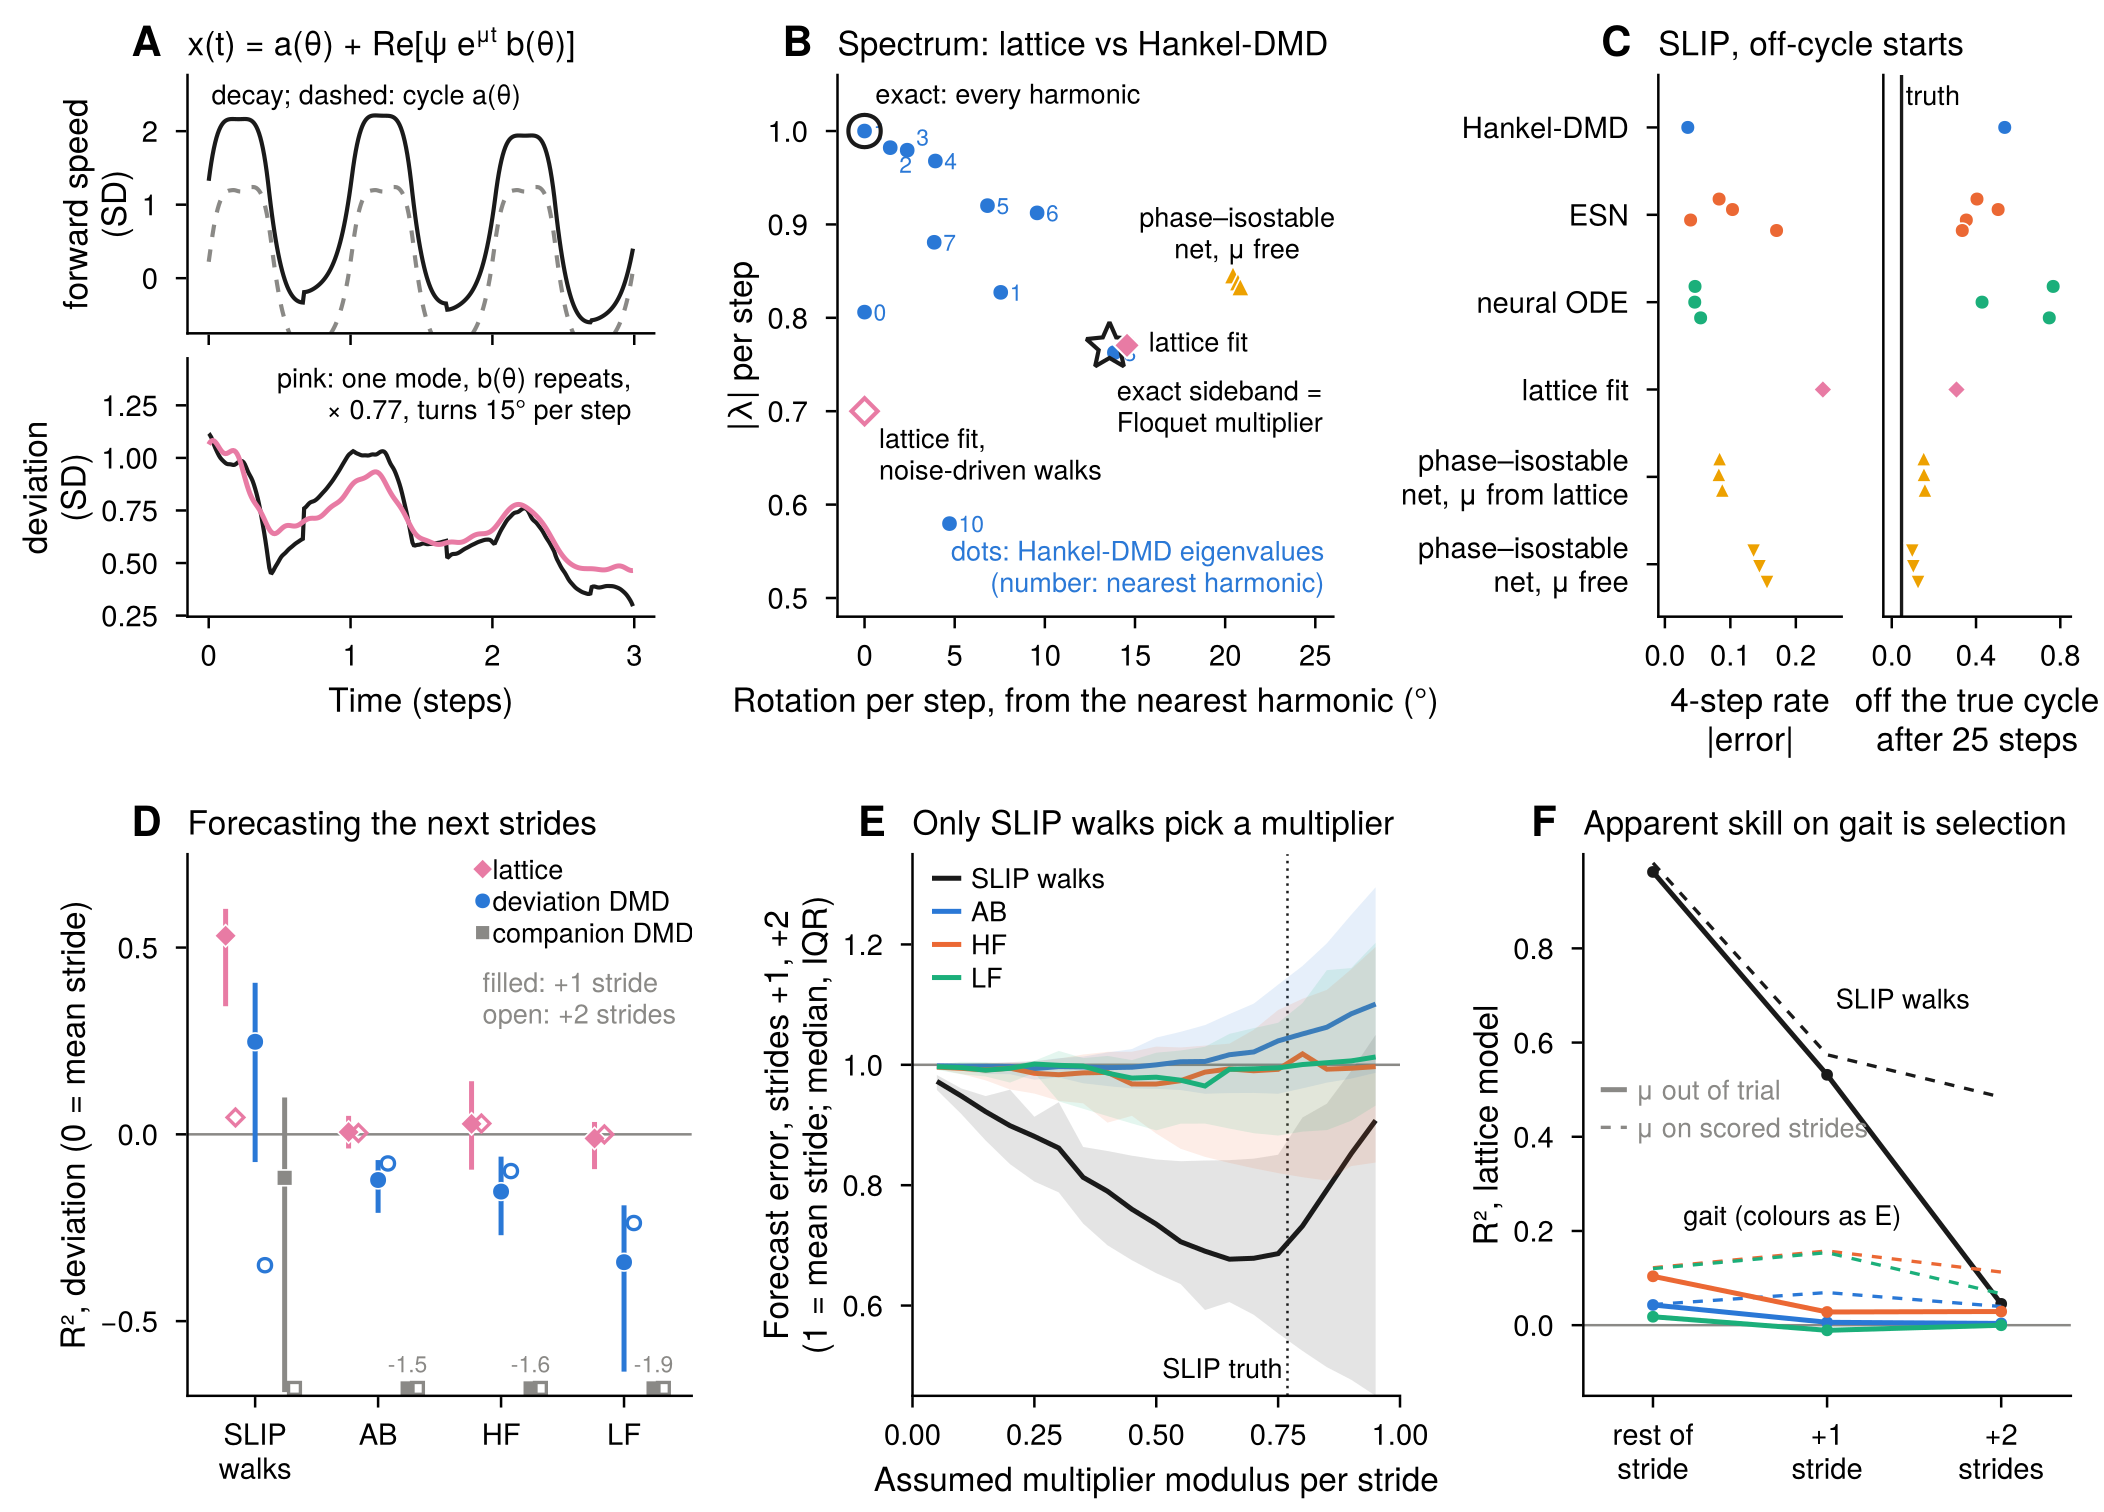 A x(t) = a(θ) + Re[ψ e^μt b(θ)]
decay; dashed: cycle a(θ)
forward speed
(SD)
2
1
0
pink: one mode, b(θ) repeats,
× 0.77, turns 15° per step
deviation
(SD)
1.25
1.00
0.75
0.50
0.25
0 1 2 3
Time (steps)
B Spectrum: lattice vs Hankel-DMD
exact: every harmonic
|λ| per step
1.0
0.9
0.8
0.7
0.6
0.5
3
2
4
5
6
7
1
0
10
phase–isostable
net, μ free
lattice fit
exact sideband =
Floquet multiplier
lattice fit,
noise-driven walks
dots: Hankel-DMD eigenvalues
(number: nearest harmonic)
0 5 10 15 20 25
Rotation per step, from the nearest harmonic (°)
C SLIP, off-cycle starts
truth
Hankel-DMD
ESN
neural ODE
lattice fit
phase–isostable
net, μ from lattice
phase–isostable
net, μ free
0.0 0.1 0.2
4-step rate
|error|
0.0 0.4 0.8
off the true cycle
after 25 steps
D Forecasting the next strides
lattice
deviation DMD
companion DMD
filled: +1 stride
open: +2 strides
R², deviation (0 = mean stride)
0.5
0.0
−0.5
-1.5
-1.6
-1.9
SLIP
walks
AB
HF
LF
E Only SLIP walks pick a multiplier
SLIP walks
AB
HF
LF
Forecast error, strides +1, +2
(1 = mean stride; median, IQR)
1.2
1.0
0.8
0.6
SLIP truth
0.00 0.25 0.50 0.75 1.00
Assumed multiplier modulus per stride
F Apparent skill on gait is selection
SLIP walks
μ out of trial
μ on scored strides
gait (colours as E)
R², lattice model
0.8
0.6
0.4
0.2
0.0
rest of
stride
+1
stride
+2
strides